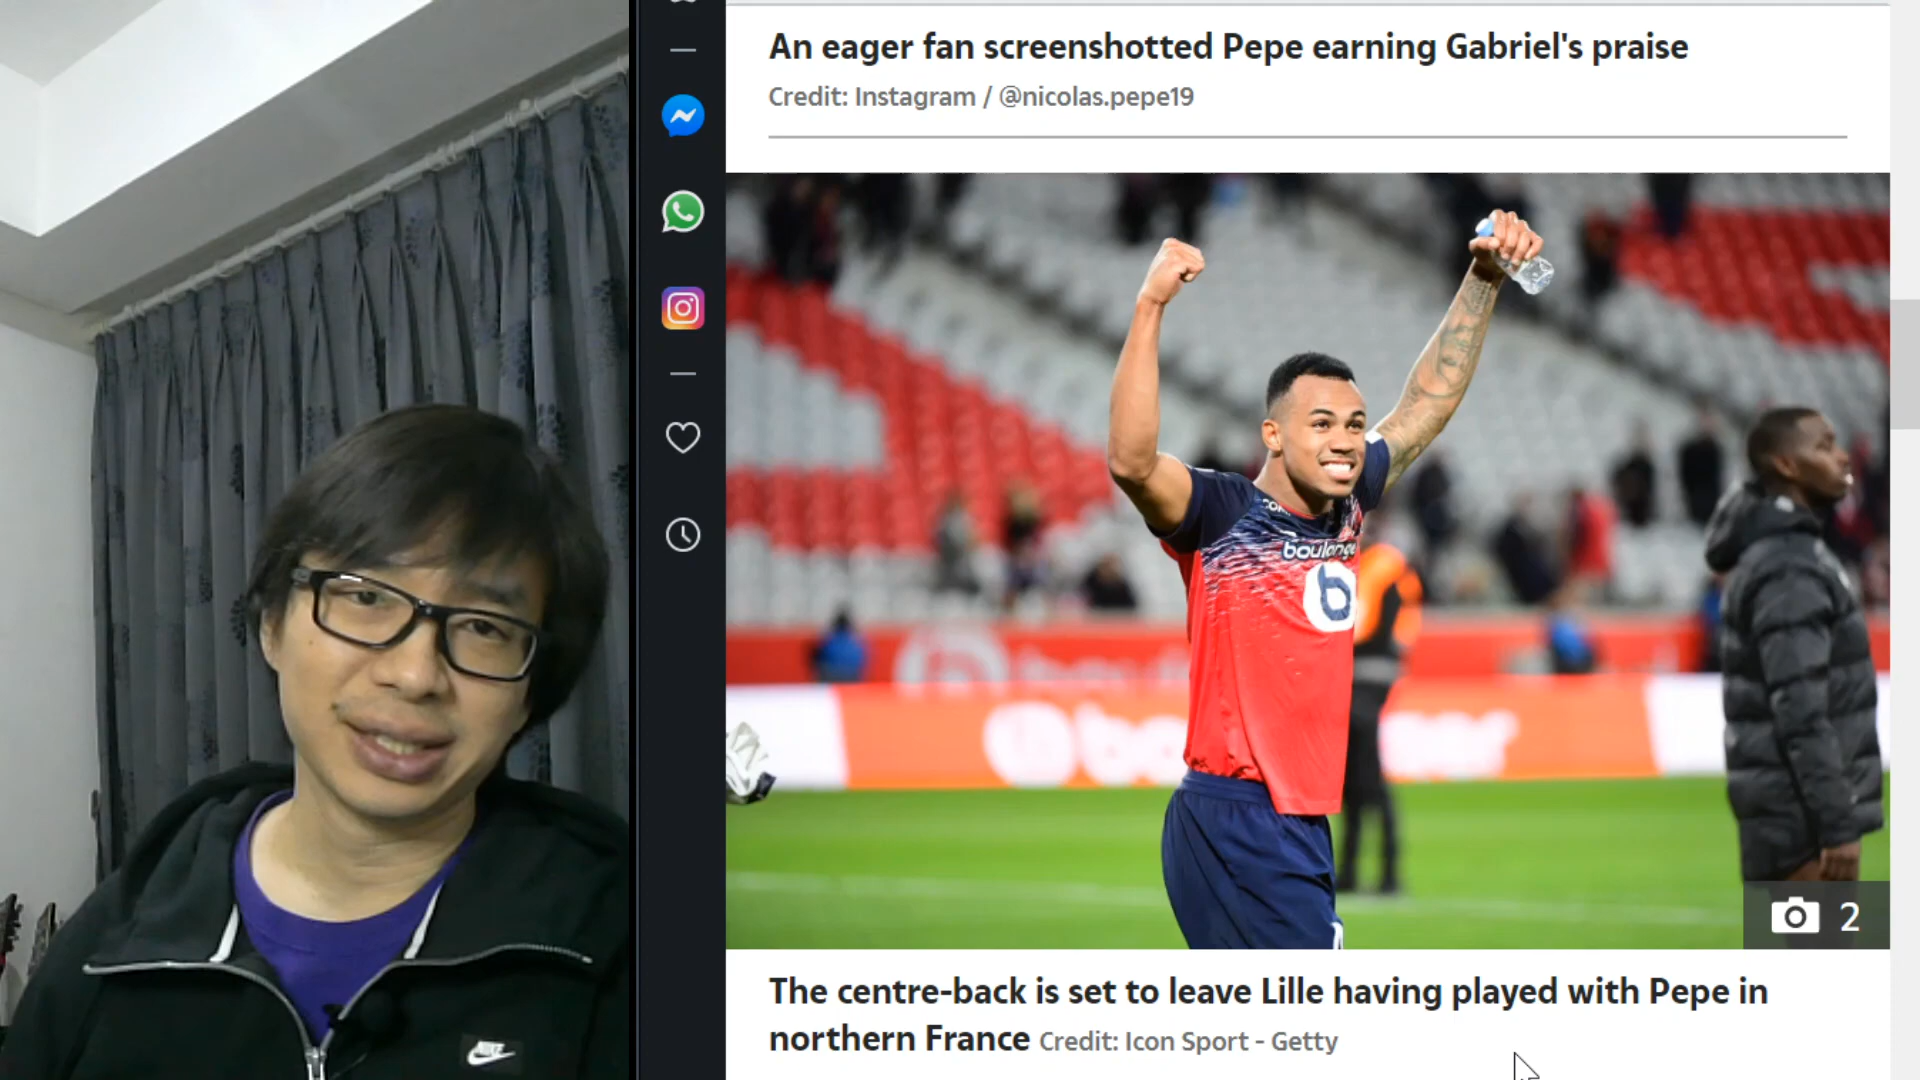 An eager fan screenshotted Pepe earning Gabriel's praise
Credit: Instagram / @nicolas.pepe19
boulange
b
2
The centre-back is set to leave Lille having played with Pepe in
northern France Credit: Icon Sport - Getty